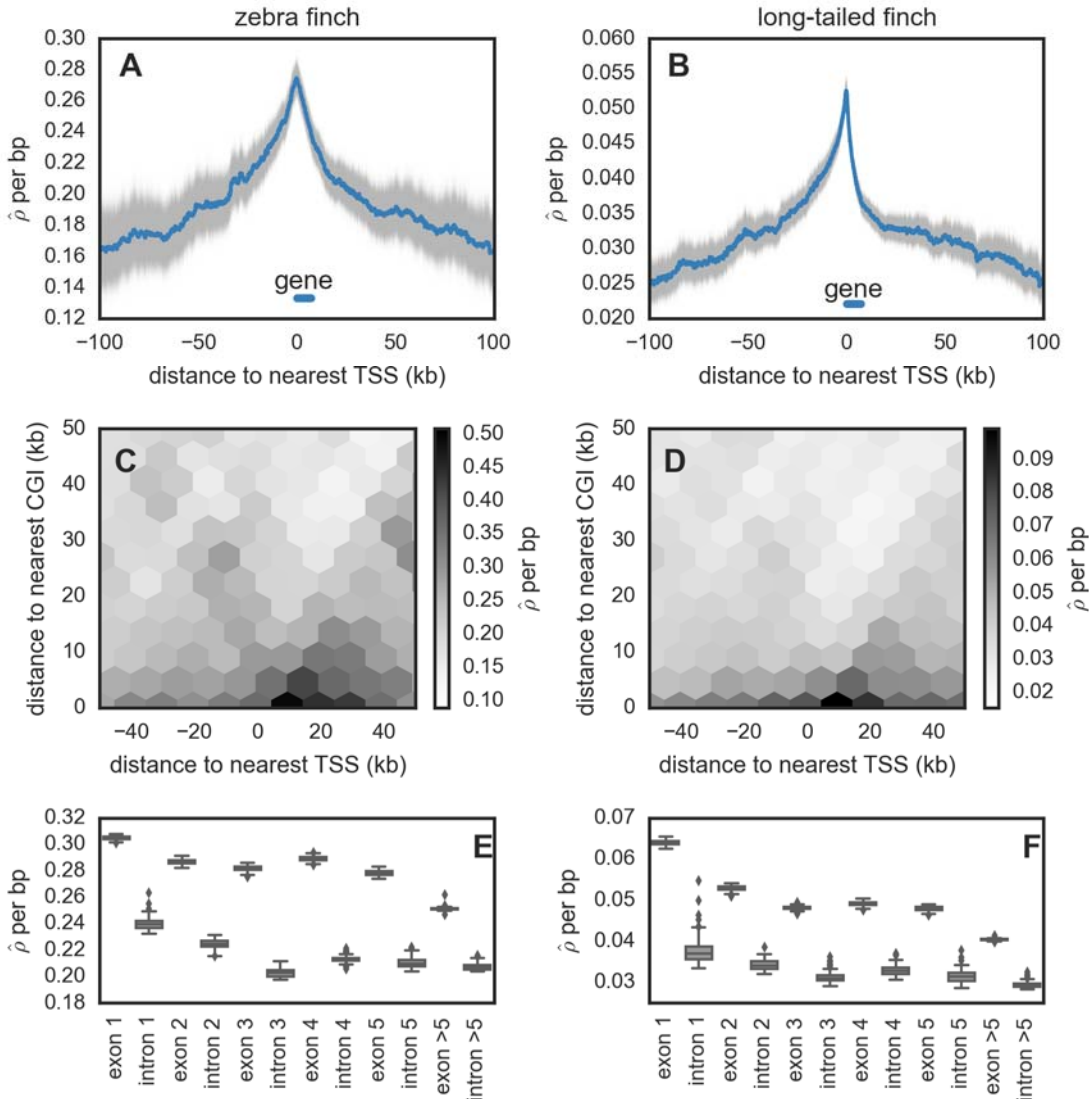 zebra finch
long-tailed finch
A
B
0.30
0.28
0.26
0.24
0.22
0.20
0.18
0.16
0.14
0.12
ρ̂ per bp
gene
−100
−50
0
50
100
distance to nearest TSS (kb)
0.060
0.055
0.050
0.045
0.040
0.035
0.030
0.025
0.020
ρ̂ per bp
gene
−100
−50
0
50
100
distance to nearest TSS (kb)
C
50
40
30
20
10
0
distance to nearest CGI (kb)
−40
−20
0
20
40
distance to nearest TSS (kb)
0.50
0.45
0.40
0.35
0.30
0.25
0.20
0.15
0.10
ρ̂ per bp
D
50
40
30
20
10
0
distance to nearest CGI (kb)
−40
−20
0
20
40
distance to nearest TSS (kb)
0.09
0.08
0.07
0.06
0.05
0.04
0.03
0.02
ρ̂ per bp
E
0.32
0.30
0.28
0.26
0.24
0.22
0.20
0.18
ρ̂ per bp
exon 1
intron 1
exon 2
intron 2
exon 3
intron 3
exon 4
intron 4
exon 5
intron 5
exon >5
intron >5
F
0.07
0.06
0.05
0.04
0.03
ρ̂ per bp
exon 1
intron 1
exon 2
intron 2
exon 3
intron 3
exon 4
intron 4
exon 5
intron 5
exon >5
intron >5